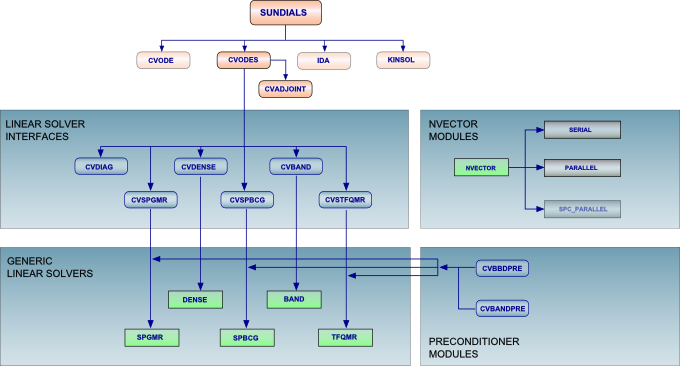 SUNDIALS
CVODE
CVODES
IDA
KINSOL
CVADJOINT
LINEAR SOLVER
INTERFACES
CVDIAG
CVDENSE
CVBAND
CVSPGMR
CVSPBCG
CVSTFQMR
NVECTOR
MODULES
NVECTOR
SERIAL
PARALLEL
SPC_PARALLEL
GENERIC
LINEAR SOLVERS
DENSE
BAND
SPGMR
SPBCG
TFQMR
CVBBDPRE
CVBANDPRE
PRECONDITIONER
MODULES